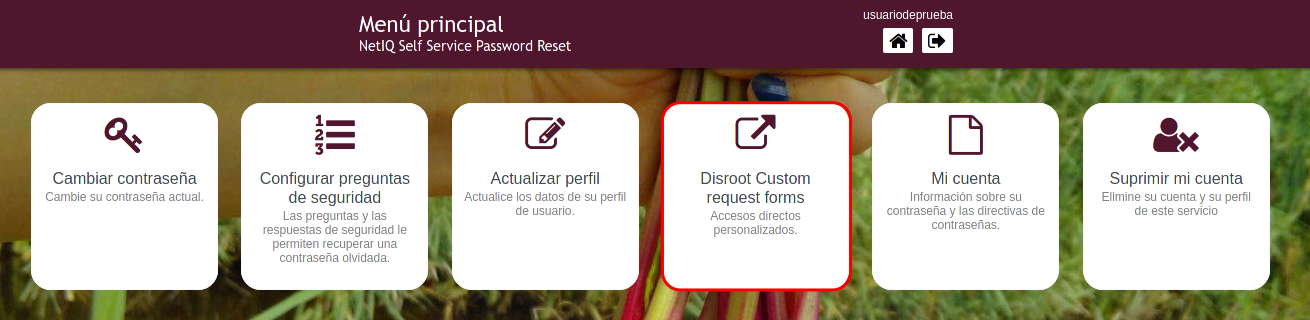 Menú principal
NetIQ Self Service Password Reset
usuariodeprueba
Cambiar contraseña
Cambie su contraseña actual.
1
2
3
Configurar preguntas
de seguridad
Las preguntas y las
respuestas de seguridad le
permiten recuperar una
contraseña olvidada.
Actualizar perfil
Actualice los datos de su perfil
de usuario.
Disroot Custom
request forms
Accesos directos
personalizados.
Mi cuenta
Información sobre su
contraseña y las directivas de
contraseñas.
Suprimir mi cuenta
Elimine su cuenta y su perfil
de este servicio